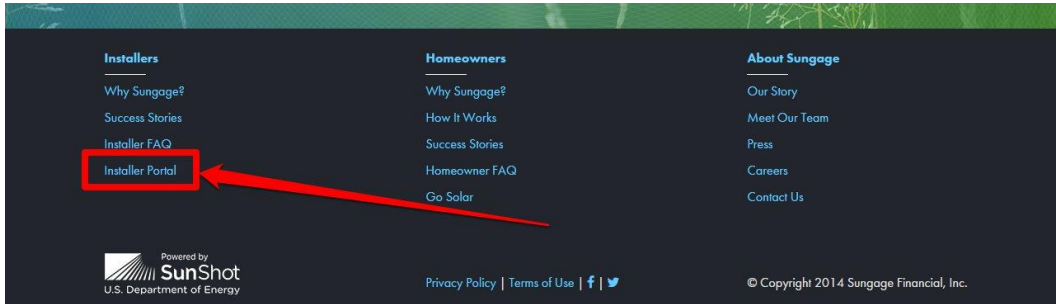 Installers
Why Sungage?
Success Stories
Installer FAQ
Installer Portal
Homeowners
Why Sungage?
How It Works
Success Stories
Homeowner FAQ
Go Solar
About Sungage
Our Story
Meet Our Team
Press
Careers
Contact Us
Powered by
SunShot
U.S. Department of Energy
Privacy Policy | Terms of Use | f |
© Copyright 2014 Sungage Financial, Inc.